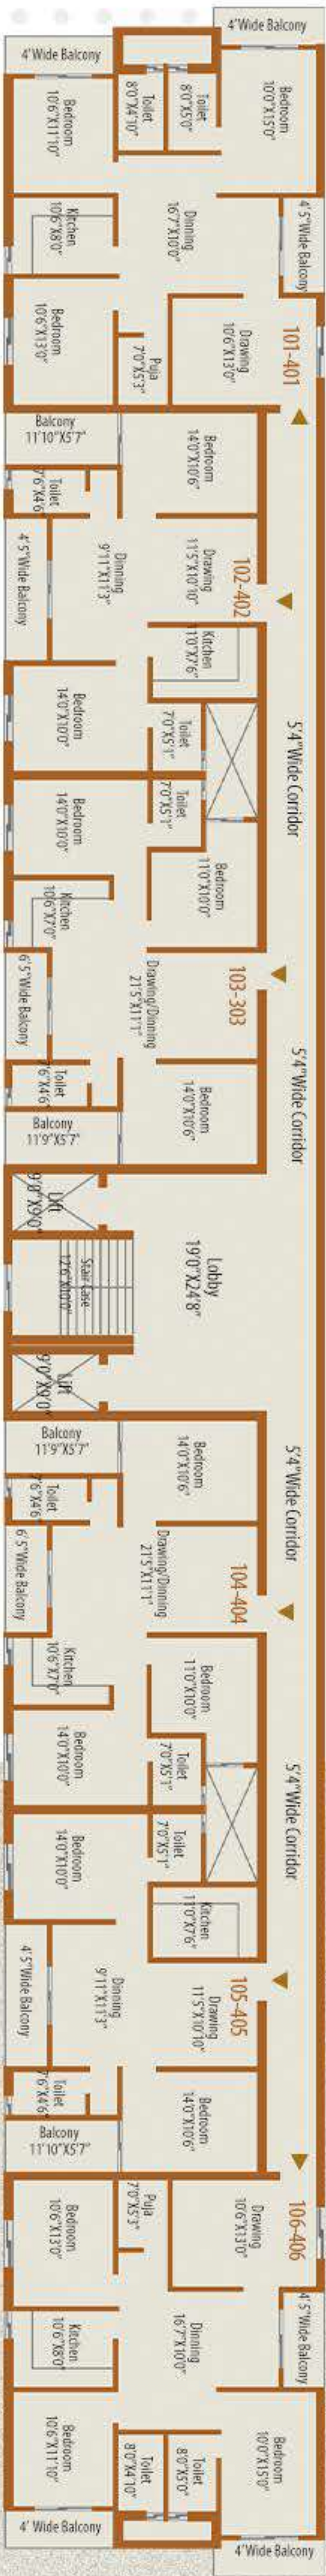 4'Wide Balcony
4'Wide Balcony
Bedroom
10'6"X11'10"
Toilet
8'0"X4'10"
Toilet
8'0"X5'0"
Bedroom
10'0"X15'0"
Kitchen
10'6"X8'0"
Dinning
16'7"X10'0"
4'5"Wide Balcony
Bedroom
10'6"X13'0"
Puja
7'0"X5'3"
Drawing
10'6"X13'0"
101-401
Balcony
11'10"X5'7"
Bedroom
14'0"X10'6"
Toilet
7'6"X4'6"
4'5"Wide Balcony
Dinning
9'11"X11'3"
Drawing
11'5"X10'10"
102-402
Kitchen
11'0"X7'6"
Bedroom
14'0"X10'0"
Toilet
7'0"X5'1"
5'4"Wide Corridor
Bedroom
14'0"X10'0"
Toilet
7'0"X5'1"
Bedroom
11'0"X10'0"
Kitchen
10'6"X7'0"
6'5"Wide Balcony
Drawing/Dinning
21'5"X11'1"
103-303
Toilet
7'6"X4'6"
Bedroom
14'0"X10'6"
5'4"Wide Corridor
Balcony
11'9"X5'7"
Lift
9'0"X9'0"
Stair Case
12'6"X10'0"
Lobby
19'0"X24'8"
Lift
9'0"X9'0"
Balcony
11'9"X5'7"
Bedroom
14'0"X10'6"
5'4"Wide Corridor
Toilet
7'6"X4'6"
6'5"Wide Balcony
Drawing/Dinning
21'5"X11'1"
104-404
Kitchen
10'6"X7'0"
Bedroom
11'0"X10'0"
Bedroom
14'0"X10'0"
Toilet
7'0"X5'1"
5'4"Wide Corridor
Bedroom
14'0"X10'0"
Toilet
7'0"X5'1"
Kitchen
11'0"X7'6"
4'5"Wide Balcony
Dinning
9'11"X11'3"
Drawing
11'5"X10'10"
105-405
Toilet
7'6"X4'6"
Bedroom
14'0"X10'6"
Balcony
11'10"X5'7"
Bedroom
10'6"X13'0"
Puja
7'0"X5'3"
Drawing
10'6"X13'0"
106-406
Kitchen
10'6"X8'0"
Dinning
16'7"X10'0"
4'5"Wide Balcony
Bedroom
10'6"X11'10"
Toilet
8'0"X4'10"
Toilet
8'0"X5'0"
Bedroom
10'0"X15'0"
4' Wide Balcony
4'Wide Balcony